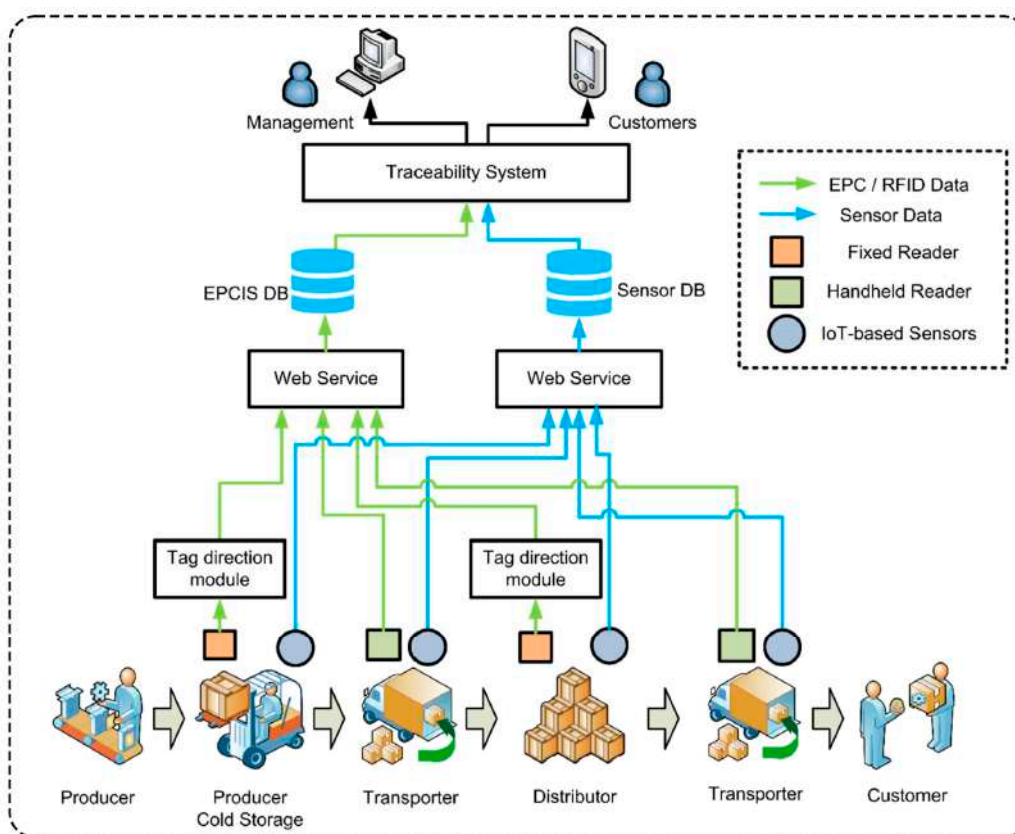 Management
Customers
Traceability System
EPC / RFID Data
Sensor Data
Fixed Reader
Handheld Reader
IoT-based Sensors
EPCIS DB
Sensor DB
Web Service
Web Service
Tag direction
module
Tag direction
module
Producer
Producer
Cold Storage
Transporter
Distributor
Transporter
Customer